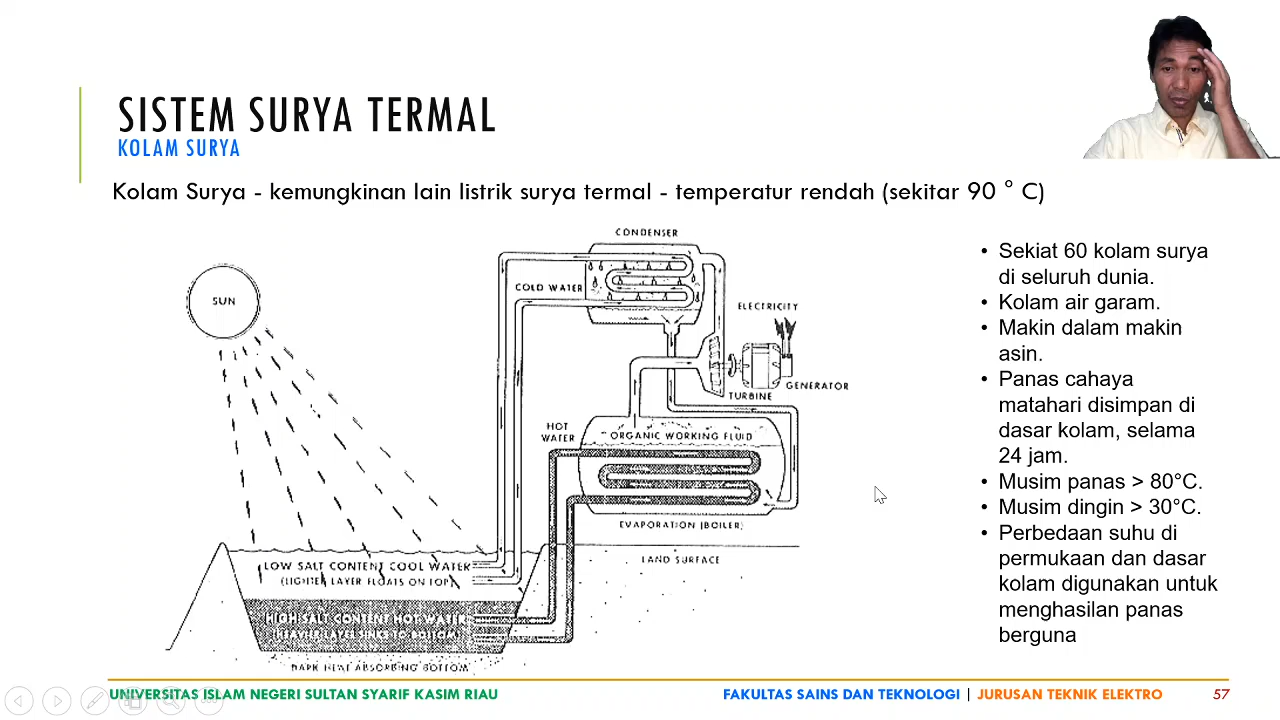 SISTEM SURYA TERMAL
KOLAM SURYA
Kolam Surya - kemungkinan lain listrik surya termal - temperatur rendah (sekitar 90 ° C)
CONDENSER
SUN
COLD WATER
ELECTRICITY
GENERATOR
TURBINE
HOT
WATER
ORGANIC WORKING FLUID
EVAPORATION (BOILER)
LAND SURFACE
LOW SALT CONTENT COOL WATER
(LIGHTER LAYER FLOATS ON TOP)
HIGH SALT CONTENT HOT WATER
(HEAVIER LAYER SINKS TO BOTTOM)
DARK HEAT ABSORBING BOTTOM
• Sekiat 60 kolam surya
di seluruh dunia.
• Kolam air garam.
• Makin dalam makin
asin.
• Panas cahaya
matahari disimpan di
dasar kolam, selama
24 jam.
• Musim panas > 80°C.
• Musim dingin > 30°C.
• Perbedaan suhu di
permukaan dan dasar
kolam digunakan untuk
menghasilan panas
berguna
UNIVERSITAS ISLAM NEGERI SULTAN SYARIF KASIM RIAU
FAKULTAS SAINS DAN TEKNOLOGI | JURUSAN TEKNIK ELEKTRO
57